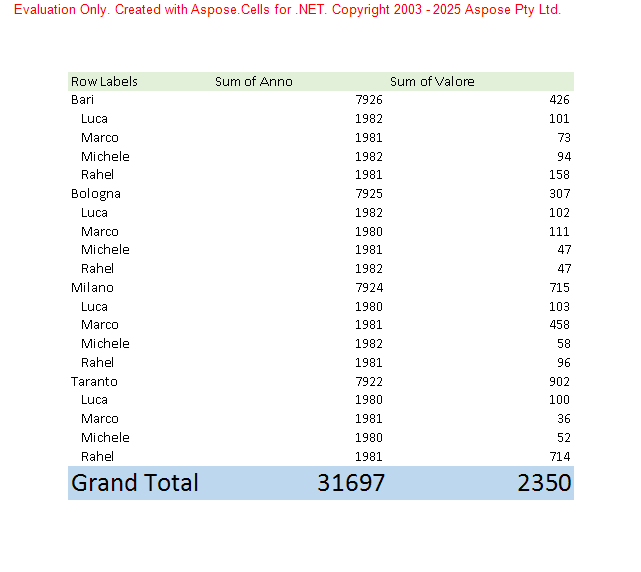 Evaluation Only. Created with Aspose.Cells for .NET. Copyright 2003 - 2025 Aspose Pty Ltd.
Row Labels Sum of Anno Sum of Valore
Bari 7926 426
Luca 1982 101
Marco 1981 73
Michele 1982 94
Rahel 1981 158
Bologna 7925 307
Luca 1982 102
Marco 1980 111
Michele 1981 47
Rahel 1982 47
Milano 7924 715
Luca 1980 103
Marco 1981 458
Michele 1982 58
Rahel 1981 96
Taranto 7922 902
Luca 1980 100
Marco 1981 36
Michele 1980 52
Rahel 1981 714
Grand Total 31697 2350